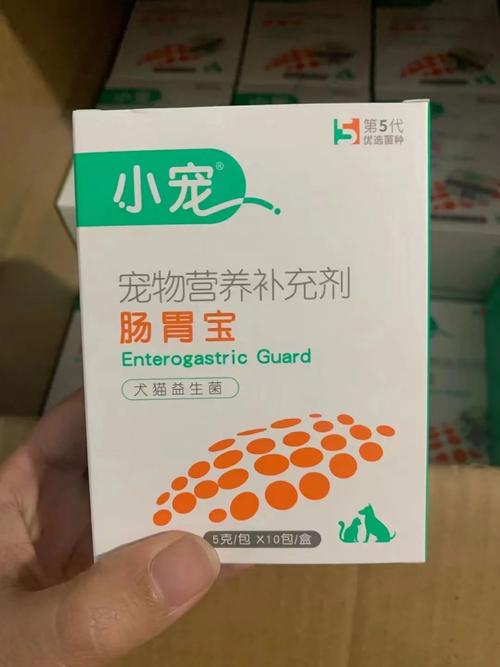 5 第5代
优选菌种
小宠®
宠物营养补充剂
肠胃宝
Enterogastric Guard
犬猫益生菌
5克/包 X10包/盒